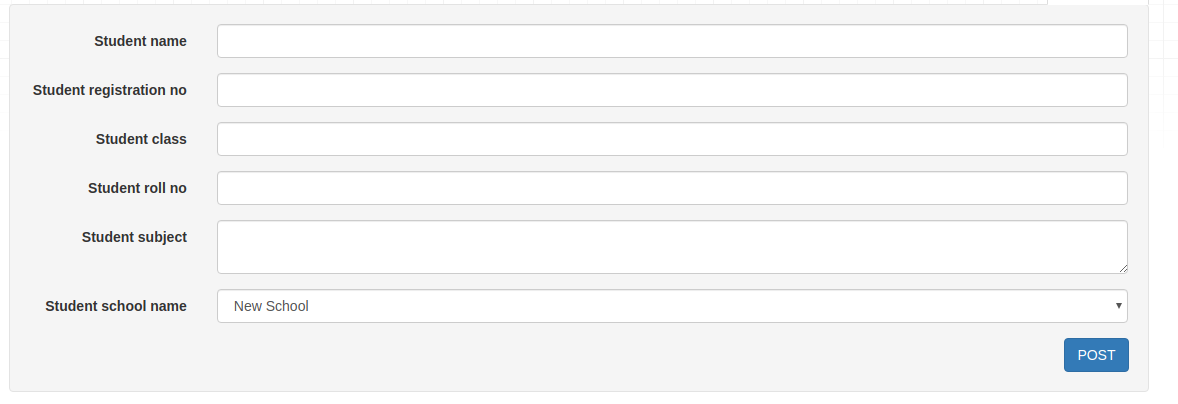 Student name
Student registration no
Student class
Student roll no
Student subject
Student school name
New School
POST